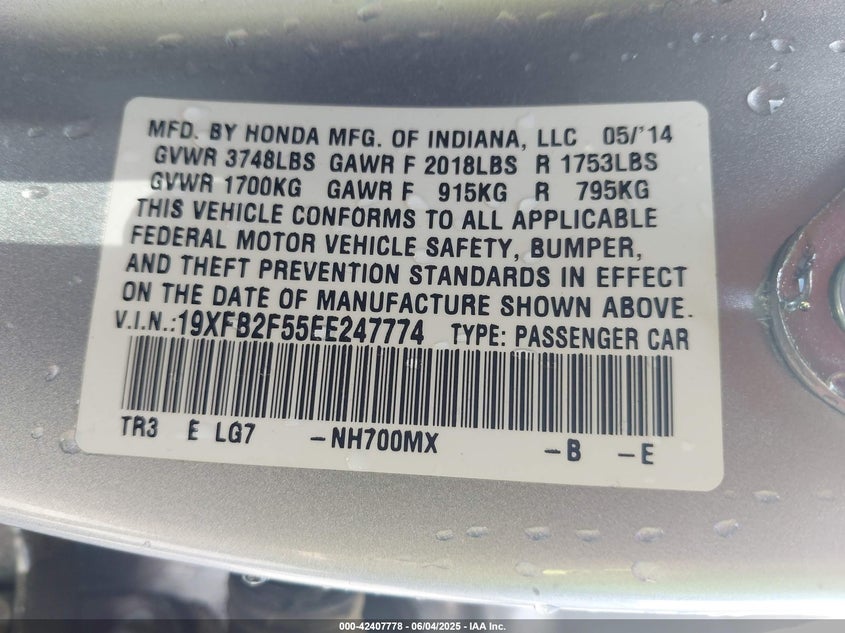 MFD. BY HONDA MFG. OF INDIANA, LLC 05/'14
GVWR 3748LBS GAWR F 2018LBS R 1753LBS
GVWR 1700KG GAWR F 915KG R 795KG
THIS VEHICLE CONFORMS TO ALL APPLICABLE
FEDERAL MOTOR VEHICLE SAFETY, BUMPER,
AND THEFT PREVENTION STANDARDS IN EFFECT
ON THE DATE OF MANUFACTURE SHOWN ABOVE.
V.I.N.:19XFB2F55EE247774 TYPE: PASSENGER CAR
TR3 E LG7 -NH700MX -B -E
000-42407778 - 06/04/2025 - IAA Inc.